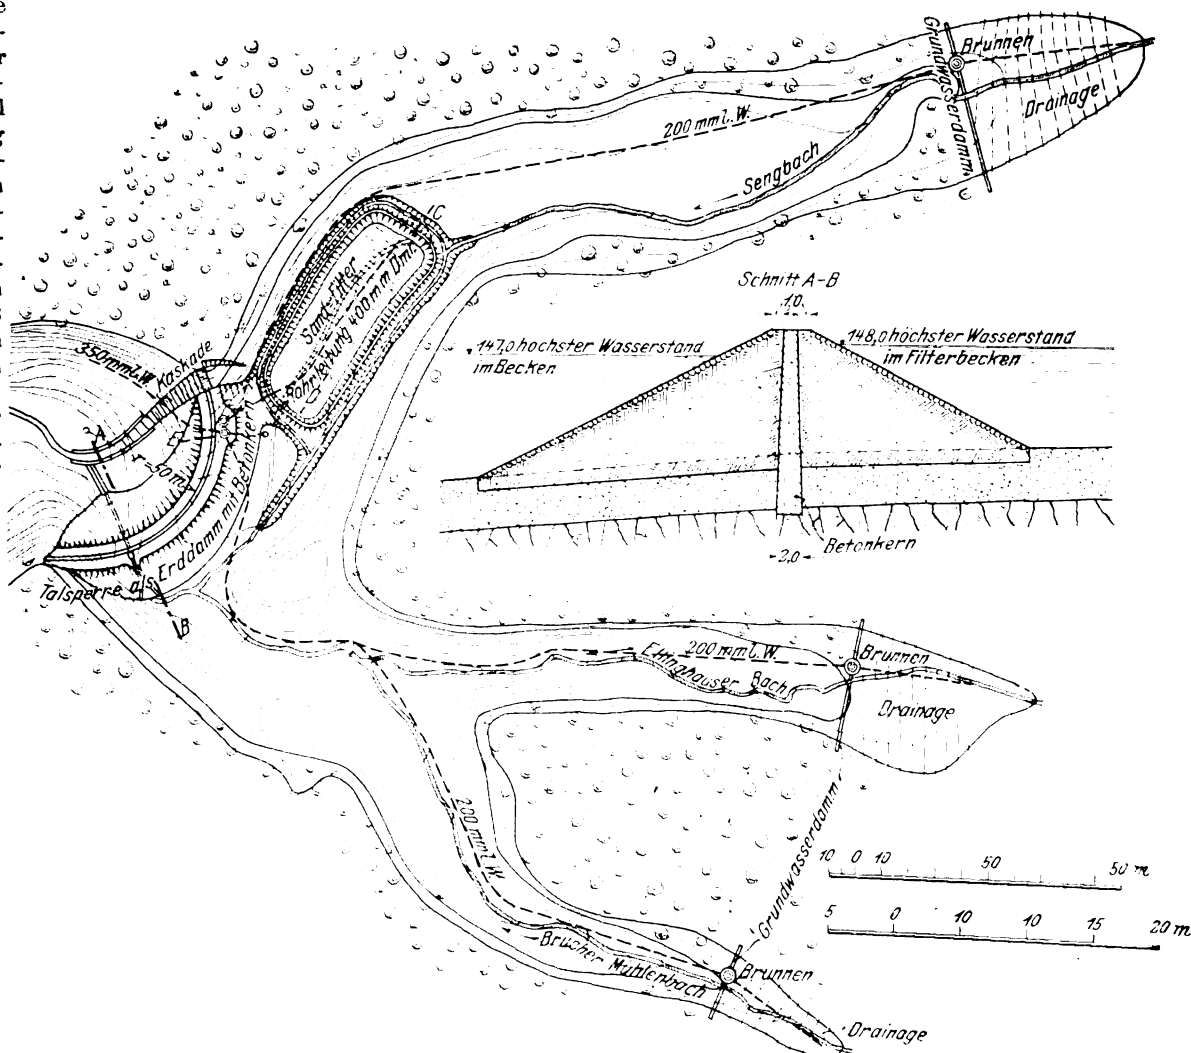 Grundwasserdamm
Brunnen
Drainage
200 mm l. W.
Sengbach
C
Sand-Filter
Rohrleitung 400 mm Dmr.
Kaskade
350 mm l. W.
A
50 m
Talsperre als Erddamm mit Betonkern
B
Schnitt A-B
1,0
147,0 höchster Wasserstand
im Becken
148,0 höchster Wasserstand
im Filterbecken
2,0
Betonkern
200 mm l. W.
Ettinghauser Bach
Brunnen
Drainage
200 mm l. W.
Grundwasserdamm
10 0 10 50 50 m
5 0 10 10 15 20 m
Brucher Mühlenbach
Brunnen
Drainage